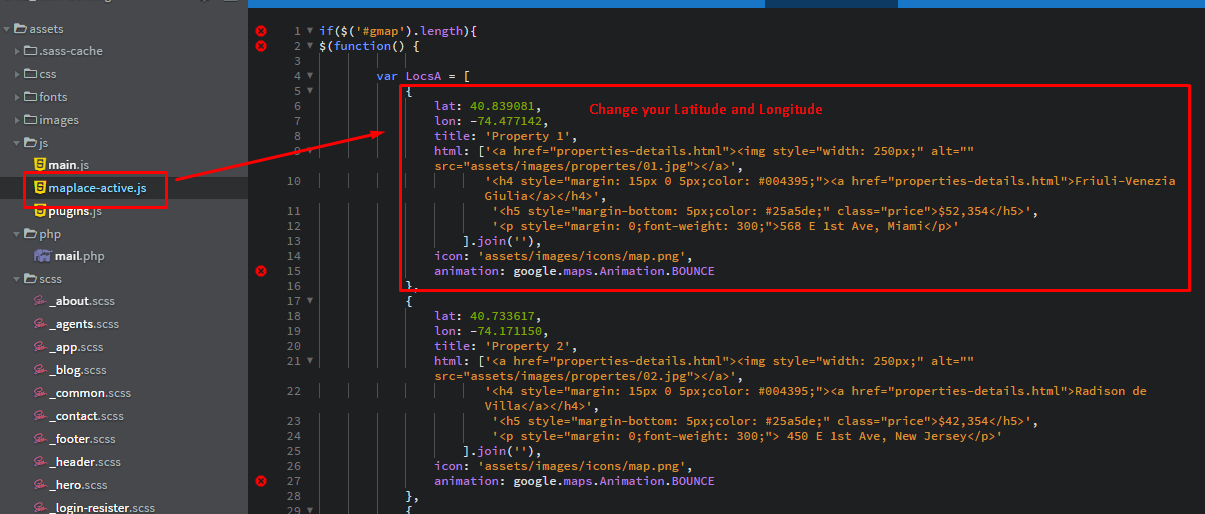 assets
.sass-cache
css
fonts
images
js
main.js
maplace-active.js
plugins.js
php
mail.php
scss
_about.scss
_agents.scss
_app.scss
_blog.scss
_common.scss
_contact.scss
_footer.scss
_header.scss
_hero.scss
_login-resister.scss
1 if($('#gmap').length){
2 $(function() {
3
4 var LocsA = [
5 {
6 lat: 40.839081,
Change your Latitude and Longitude
7 lon: -74.477142,
8 title: 'Property 1',
9 html: ['<a href="properties-details.html"><img style="width: 250px;" alt=""
src="assets/images/propertes/01.jpg"></a>',
10 '<h4 style="margin: 15px 0 5px;color: #004395;"><a href="properties-details.html">Friuli-Venezia
Giulia</a></h4>',
11 '<h5 style="margin-bottom: 5px;color: #25a5de;" class="price">$52,354</h5>',
12 '<p style="margin: 0;font-weight: 300;">568 E 1st Ave, Miami</p>'
13 ].join(''),
14 icon: 'assets/images/icons/map.png',
15 animation: google.maps.Animation.BOUNCE
16 },
17 {
18 lat: 40.733617,
19 lon: -74.171150,
20 title: 'Property 2',
21 html: ['<a href="properties-details.html"><img style="width: 250px;" alt=""
src="assets/images/propertes/02.jpg"></a>',
22 '<h4 style="margin: 15px 0 5px;color: #004395;"><a href="properties-details.html">Radison de
Villa</a></h4>',
23 '<h5 style="margin-bottom: 5px;color: #25a5de;" class="price">$42,354</h5>',
24 '<p style="margin: 0;font-weight: 300;"> 450 E 1st Ave, New Jersey</p>'
25 ].join(''),
26 icon: 'assets/images/icons/map.png',
27 animation: google.maps.Animation.BOUNCE
28 },
29 {